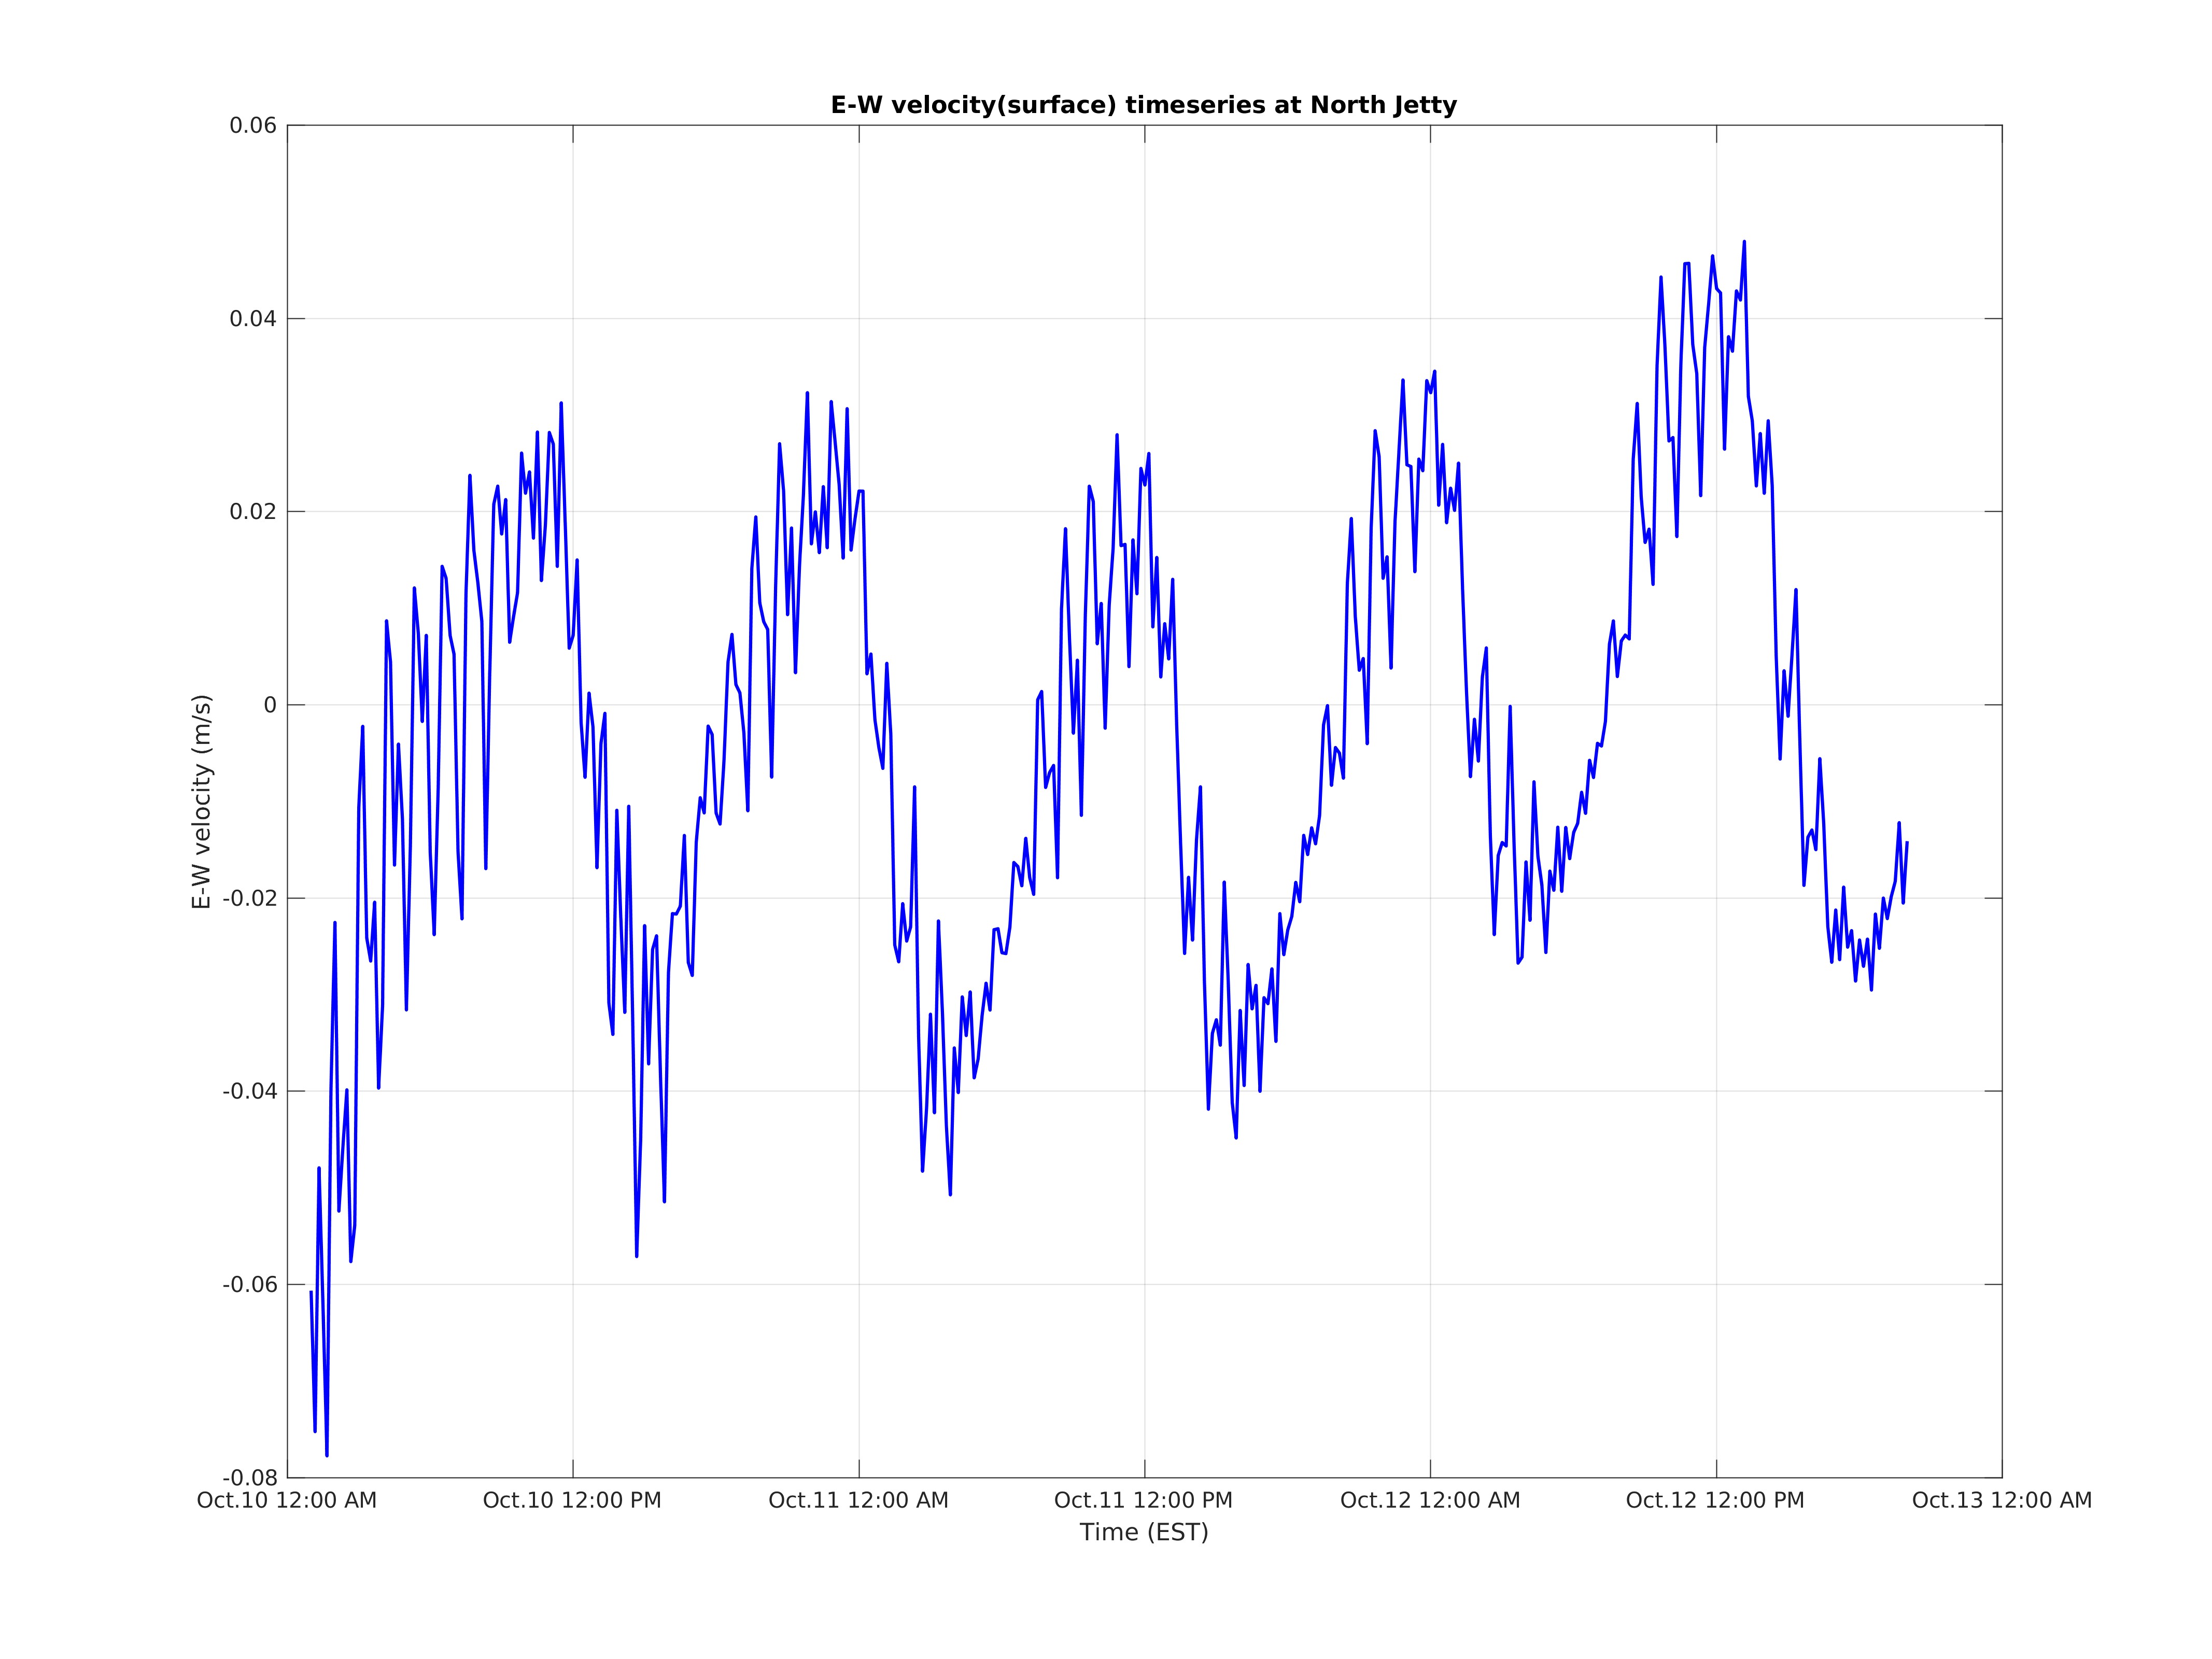 E-W velocity(surface) timeseries at North Jetty
0.06
0.04
0.02
0
-0.02
-0.04
-0.06
-0.08
E-W velocity (m/s)
Oct.10 12:00 AM Oct.10 12:00 PM Oct.11 12:00 AM Oct.11 12:00 PM Oct.12 12:00 AM Oct.12 12:00 PM Oct.13 12:00 AM
Time (EST)